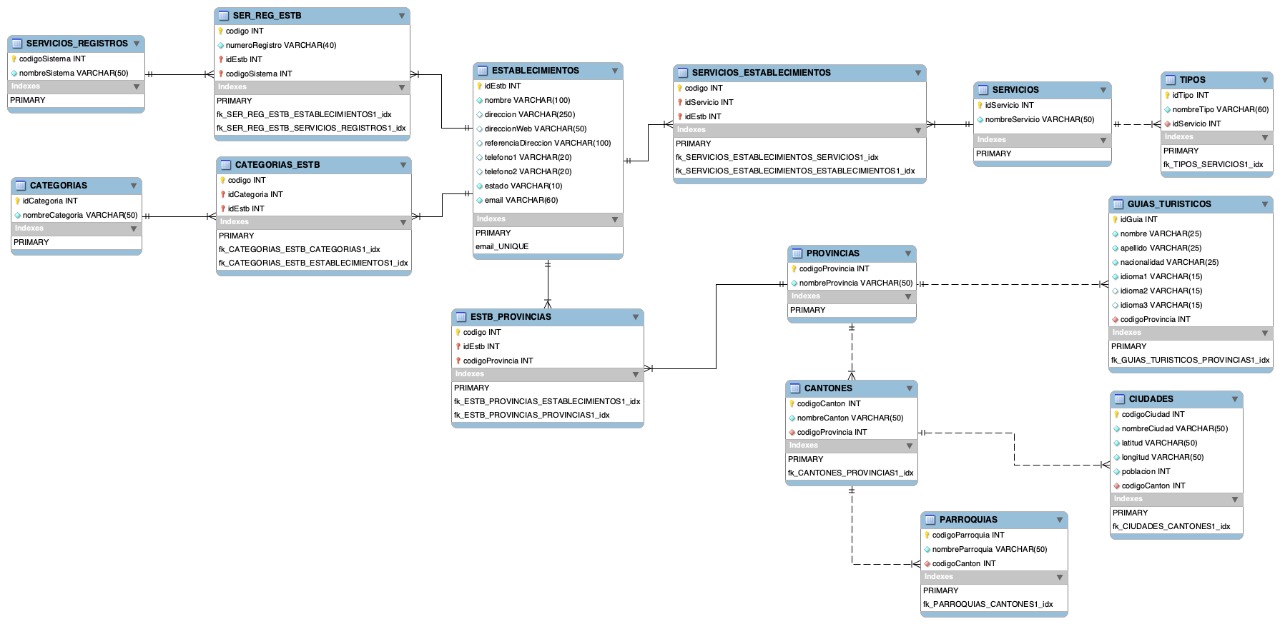 SERVICIOS_REGISTROS
codigoSistema INT
nombreSistema VARCHAR(50)
Indexes
PRIMARY
SER_REG_ESTB
codigo INT
numeroRegistro VARCHAR(40)
idEstb INT
codigoSistema INT
Indexes
PRIMARY
fk_SER_REG_ESTB_ESTABLECIMIENTOS1_idx
fk_SER_REG_ESTB_SERVICIOS_REGISTROS1_idx
CATEGORIAS
idCategoria INT
nombreCategoria VARCHAR(50)
Indexes
PRIMARY
CATEGORIAS_ESTB
codigo INT
idCategoria INT
idEstb INT
Indexes
PRIMARY
fk_CATEGORIAS_ESTB_CATEGORIAS1_idx
fk_CATEGORIAS_ESTB_ESTABLECIMIENTOS1_idx
ESTABLECIMIENTOS
idEstb INT
nombre VARCHAR(100)
direccion VARCHAR(250)
direccionWeb VARCHAR(50)
referenciaDireccion VARCHAR(100)
telefono1 VARCHAR(20)
telefono2 VARCHAR(20)
estado VARCHAR(10)
email VARCHAR(60)
Indexes
PRIMARY
email_UNIQUE
SERVICIOS_ESTABLECIMIENTO
codigo INT
idServicio INT
idEstb INT
Indexes
PRIMARY
fk_SERVICIOS_ESTABLECIMIENTOS_SERVICIOS1_idx
fk_SERVICIOS_ESTABLECIMIENTOS_ESTABLECIMIENTOS1_idx
SERVICIOS
idServicio INT
nombreServicio VARCHAR(50)
Indexes
PRIMARY
TIPOS
idTipo INT
nombreTipo VARCHAR(60)
idServicio INT
Indexes
PRIMARY
fk_TIPOS_SERVICIOS1_idx
ESTB_PROVINCIAS
codigo INT
idEstb INT
codigoProvincia INT
Indexes
PRIMARY
fk_ESTB_PROVINCIAS_ESTABLECIMIENTOS1_idx
fk_ESTB_PROVINCIAS_PROVINCIAS1_idx
PROVINCIAS
codigoProvincia INT
nombreProvincia VARCHAR(50)
Indexes
PRIMARY
GUIAS_TURISTICOS
idGuia INT
nombre VARCHAR(25)
apellido VARCHAR(25)
nacionalidad VARCHAR(25)
idioma1 VARCHAR(15)
idioma2 VARCHAR(15)
idioma3 VARCHAR(15)
codigoProvincia INT
Indexes
PRIMARY
fk_GUIAS_TURISTICOS_PROVINCIAS1_idx
CANTONES
codigoCanton INT
nombreCanton VARCHAR(50)
codigoProvincia INT
Indexes
PRIMARY
fk_CANTONES_PROVINCIAS1_idx
CIUDADES
codigoCiudad INT
nombreCiudad VARCHAR(50)
latitud VARCHAR(50)
longitud VARCHAR(50)
poblacion INT
codigoCanton INT
Indexes
PRIMARY
fk_CIUDADES_CANTONES1_idx
PARROQUIAS
codigoParroquia INT
nombreParroquia VARCHAR(50)
codigoCanton INT
Indexes
PRIMARY
fk_PARROQUIAS_CANTONES1_idx